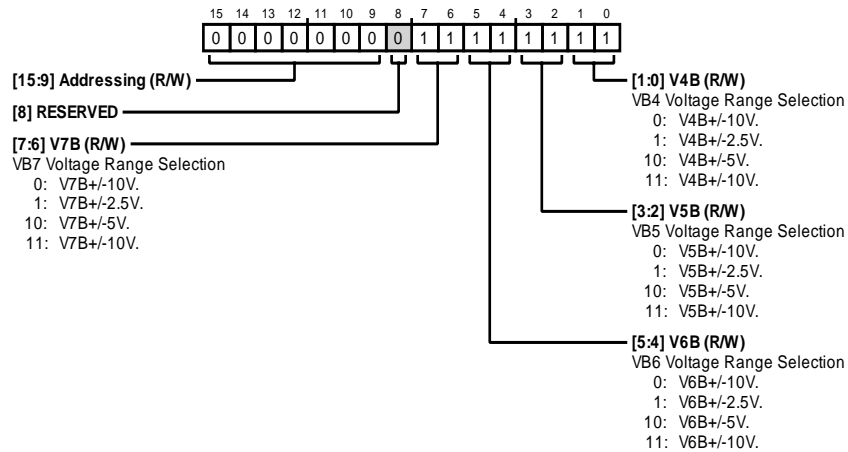 15 14 13 12 11 10 9 8 7 6 5 4 3 2 1 0
0 0 0 0 0 0 0 0 1 1 1 1 1 1 1 1
[15:9] Addressing (R/W)
[8] RESERVED
[7:6] V7B (R/W)
VB7 Voltage Range Selection
0: V7B+/-10V.
1: V7B+/-2.5V.
10: V7B+/-5V.
11: V7B+/-10V.
[1:0] V4B (R/W)
VB4 Voltage Range Selection
0: V4B+/-10V.
1: V4B+/-2.5V.
10: V4B+/-5V.
11: V4B+/-10V.
[3:2] V5B (R/W)
VB5 Voltage Range Selection
0: V5B+/-10V.
1: V5B+/-2.5V.
10: V5B+/-5V.
11: V5B+/-10V.
[5:4] V6B (R/W)
VB6 Voltage Range Selection
0: V6B+/-10V.
1: V6B+/-2.5V.
10: V6B+/-5V.
11: V6B+/-10V.